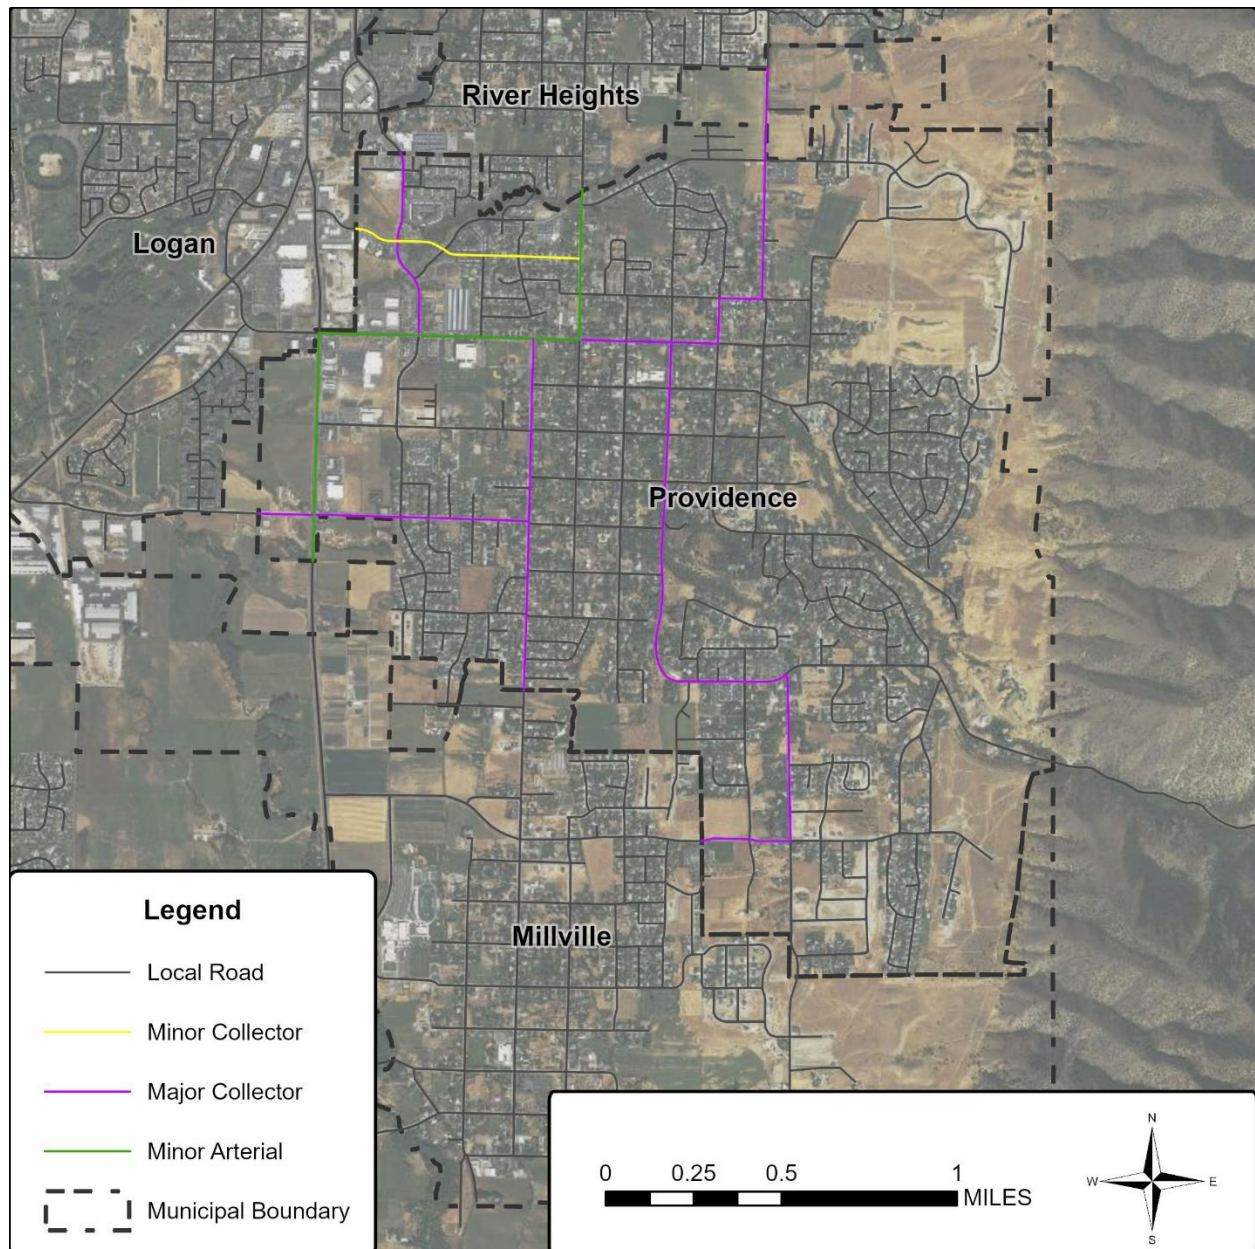 River Heights
Logan
Providence
Millville
Legend
Local Road
Minor Collector
Major Collector
Minor Arterial
Municipal Boundary
0 0.25 0.5 1
MILES
N
W E
S